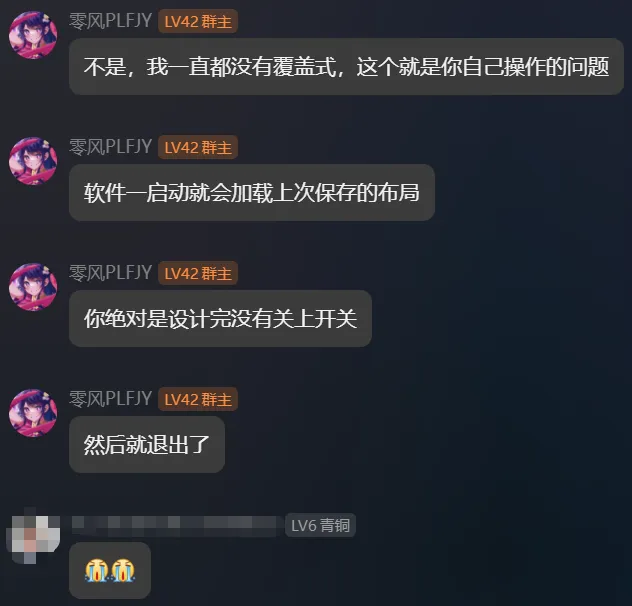 零风PLFJY LV42 群主
不是，我一直都没有覆盖式，这个就是你自己操作的问题
零风PLFJY LV42 群主
软件一启动就会加载上次保存的布局
零风PLFJY LV42 群主
你绝对是设计完没有关上开关
零风PLFJY LV42 群主
然后就退出了
LV6 青铜
😭😭